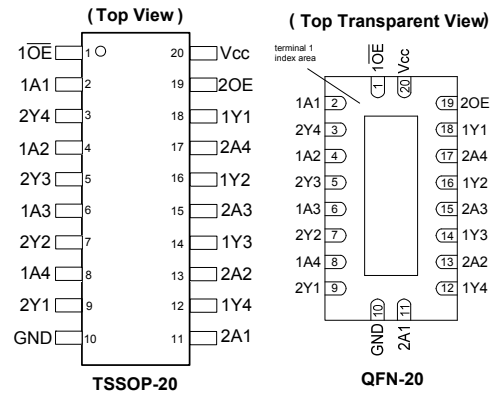 ( Top View )
1OE 1 20 Vcc
1A1 2 19 2OE
2Y4 3 18 1Y1
1A2 4 17 2A4
2Y3 5 16 1Y2
1A3 6 15 2A3
2Y2 7 14 1Y3
1A4 8 13 2A2
2Y1 9 12 1Y4
GND 10 11 2A1
TSSOP-20
( Top Transparent View)
terminal 1
index area
1OE Vcc
1 20
1A1 2 19 2OE
2Y4 3 18 1Y1
1A2 4 17 2A4
2Y3 5 16 1Y2
1A3 6 15 2A3
2Y2 7 14 1Y3
1A4 8 13 2A2
2Y1 9 12 1Y4
10 11
GND 2A1
QFN-20